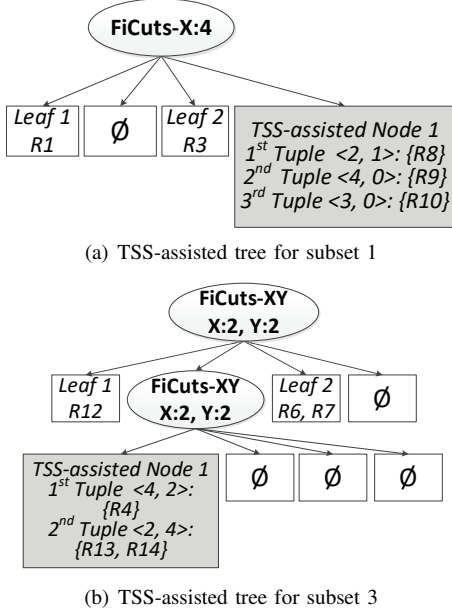 FiCuts-X:4
Leaf 1
R1
Ø
Leaf 2
R3
TSS-assisted Node 1
1st Tuple <2, 1>: {R8}
2nd Tuple <4, 0>: {R9}
3rd Tuple <3, 0>: {R10}
(a) TSS-assisted tree for subset 1
FiCuts-XY
X:2, Y:2
Leaf 1
R12
FiCuts-XY
X:2, Y:2
Leaf 2
R6, R7
Ø
TSS-assisted Node 1
1st Tuple <4, 2>:
{R4}
2nd Tuple <2, 4>:
{R13, R14}
Ø
Ø
Ø
(b) TSS-assisted tree for subset 3